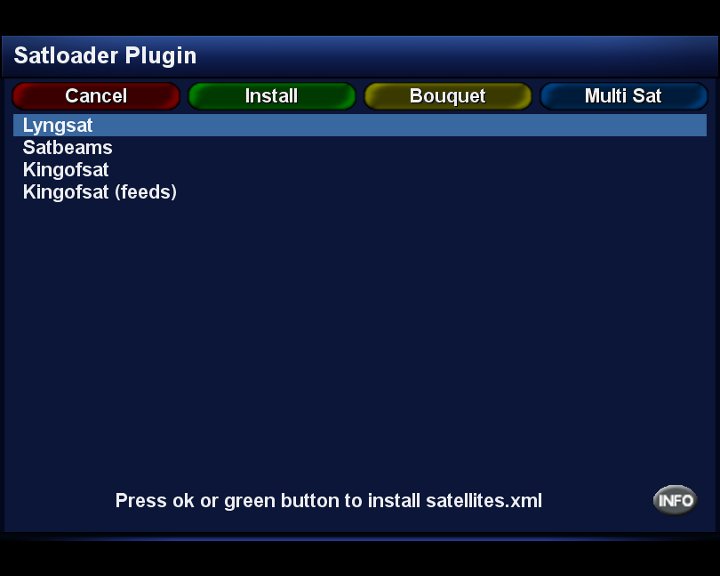 Satloader Plugin
Cancel Install Bouquet Multi Sat
Lyngsat
Satbeams
Kingofsat
Kingofsat (feeds)
Press ok or green button to install satellites.xml INFO